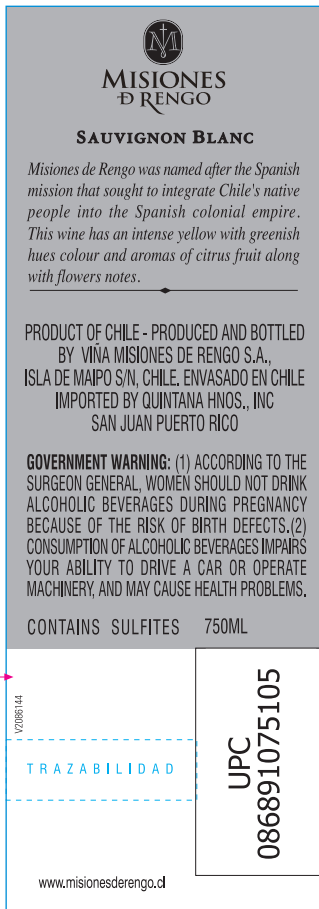 M
MISIONES
D RENGO
SAUVIGNON BLANC
Misiones de Rengo was named after the Spanish
mission that sought to integrate Chile's native
people into the Spanish colonial empire.
This wine has an intense yellow with greenish
hues colour and aromas of citrus fruit along
with flowers notes.
PRODUCT OF CHILE - PRODUCED AND BOTTLED
BY VIÑA MISIONES DE RENGO S.A.,
ISLA DE MAIPO S/N, CHILE. ENVASADO EN CHILE
IMPORTED BY QUINTANA HNOS., INC
SAN JUAN PUERTO RICO
GOVERNMENT WARNING: (1) ACCORDING TO THE
SURGEON GENERAL, WOMEN SHOULD NOT DRINK
ALCOHOLIC BEVERAGES DURING PREGNANCY
BECAUSE OF THE RISK OF BIRTH DEFECTS.(2)
CONSUMPTION OF ALCOHOLIC BEVERAGES IMPAIRS
YOUR ABILITY TO DRIVE A CAR OR OPERATE
MACHINERY, AND MAY CAUSE HEALTH PROBLEMS.
CONTAINS SULFITES 750ML
V2086144
TRAZABILIDAD
UPC
086891075105
www.misionesderengo.cl